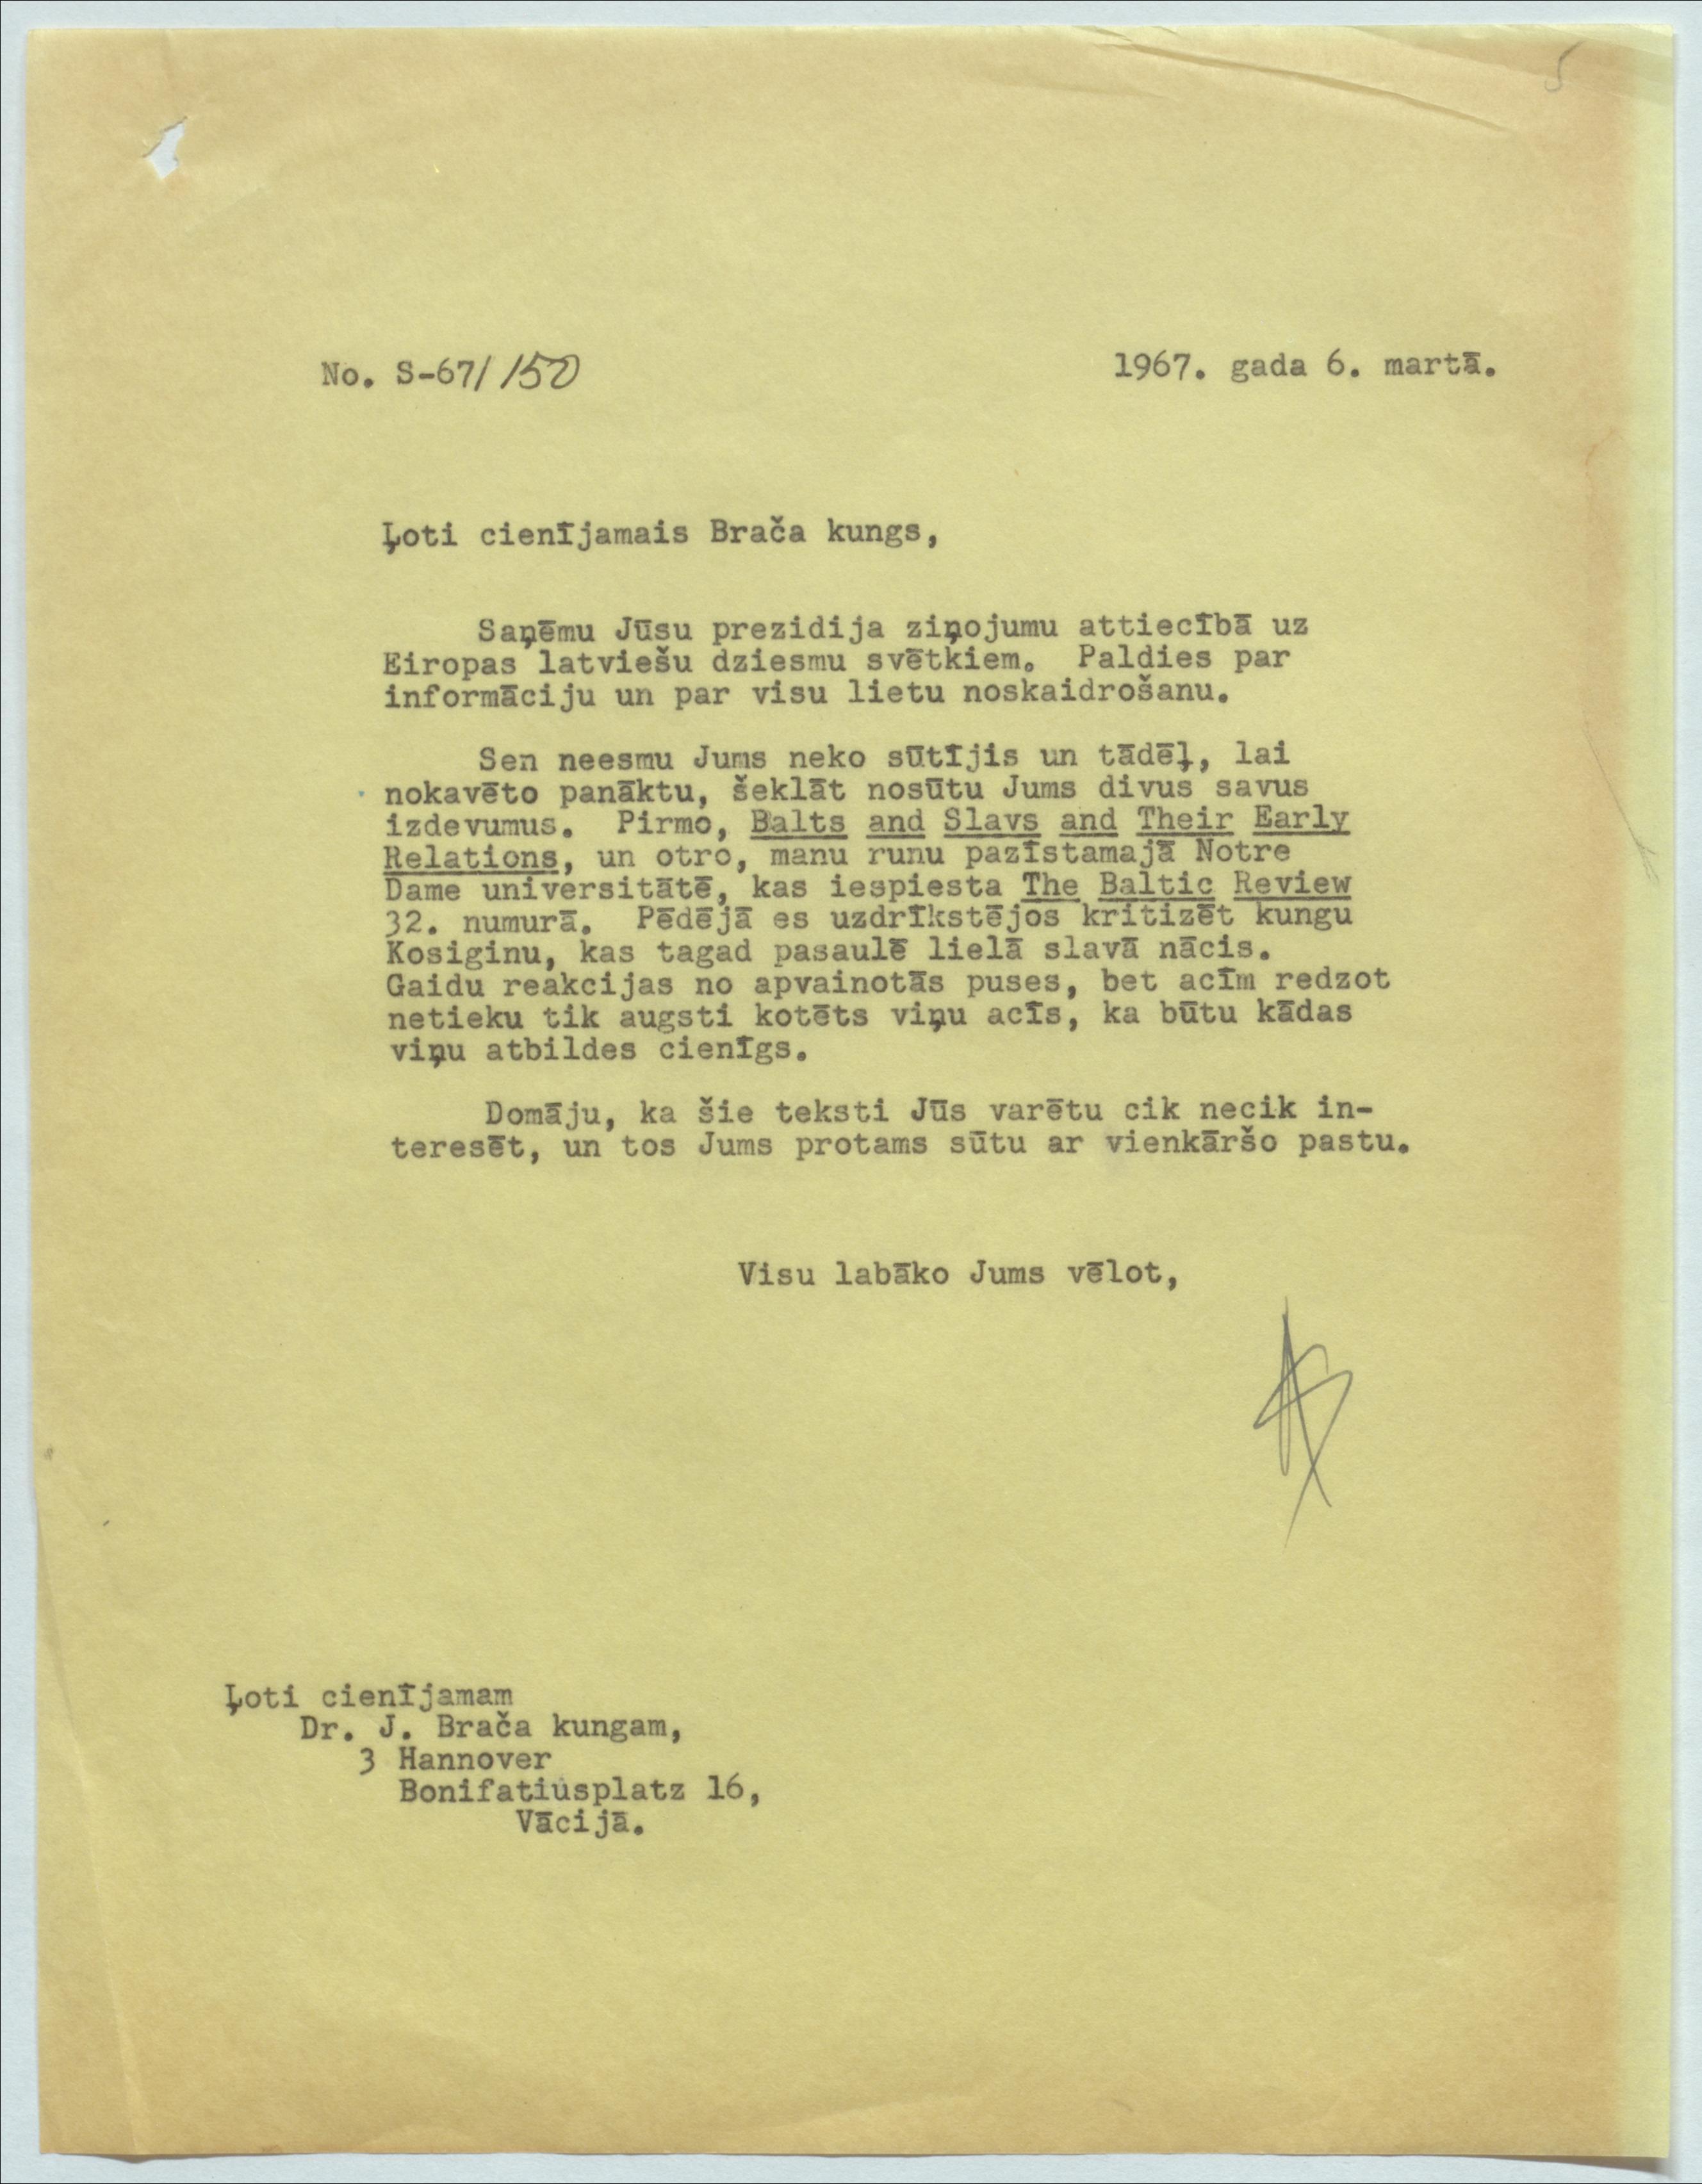 5
No. S-67/150
1967. gada 6. martā.
Ļoti cienījamais Brača kungs,
Saņēmu Jūsu prezidija ziņojumu attiecībā uz
Eiropas latviešu dziesmu svētkiem. Paldies par
informāciju un par visu lietu noskaidrošanu.
Sen neesmu Jums neko sūtījis un tādēļ, lai
nokavēto panāktu, šeklāt nosūtu Jums divus savus
izdevumus. Pirmo, Balts and Slavs and Their Early
Relations, un otro, manu runu pazīstamajā Notre
Dame universitātē, kas iespiesta The Baltic Review
32. numurā. Pēdējā es uzdrīkstējos kritizēt kungu
Kosiginu, kas tagad pasaulē lielā slavā nācis.
Gaidu reakcijas no apvainotās puses, bet acīm redzot
netieku tik augsti kotēts viņu acīs, ka būtu kādas
viņu atbildes cienīgs.
Domāju, ka šie teksti Jūs varētu cik necik in-
teresēt, un tos Jums protams sūtu ar vienkāršo pastu.
Visu labāko Jums vēlot,
Ļoti cienījamam
Dr. J. Brača kungam,
3 Hannover
Bonifatiusplatz 16,
Vācijā.